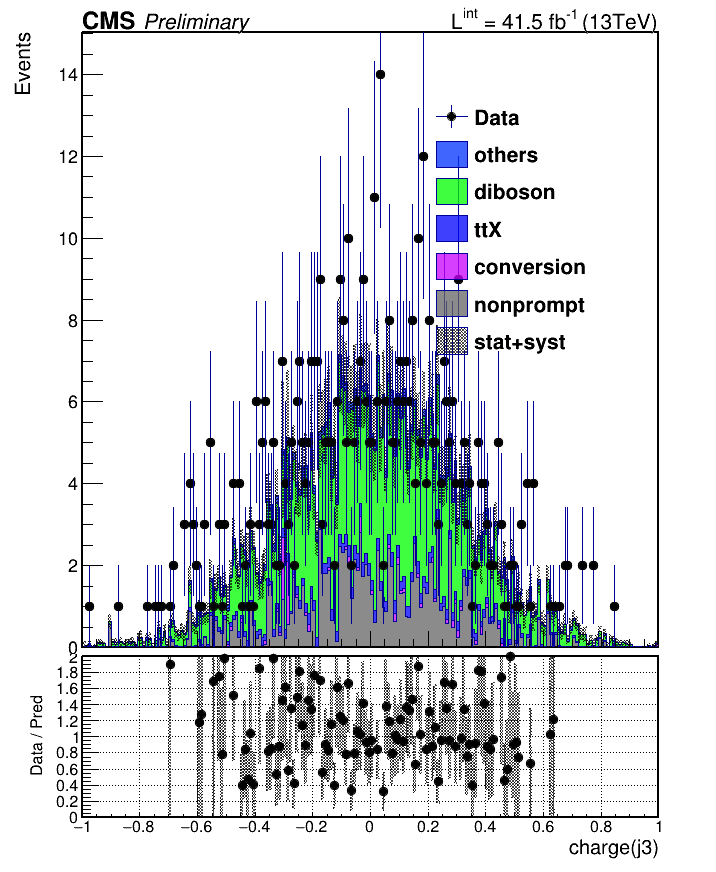 CMS Preliminary L^int = 41.5 fb^-1 (13TeV)
Events
14
12
10
8
6
4
2
0
Data
others
diboson
ttX
conversion
nonprompt
stat+syst
Data / Pred
2
1.8
1.6
1.4
1.2
1
0.8
0.6
0.4
0.2
0
−1 −0.8 −0.6 −0.4 −0.2 0 0.2 0.4 0.6 0.8 1
charge(j3)